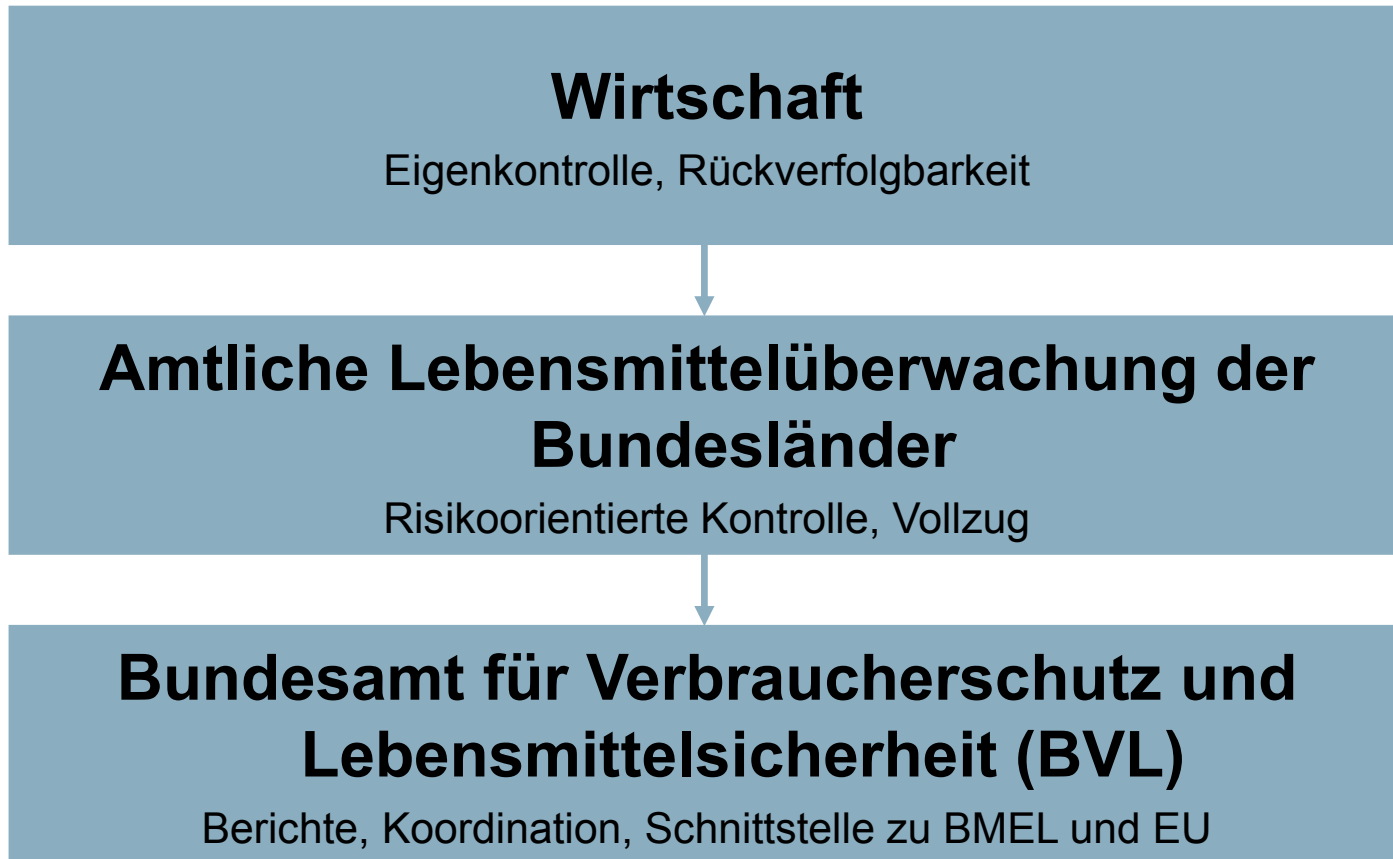 Wirtschaft
Eigenkontrolle, Rückverfolgbarkeit
Amtliche Lebensmittelüberwachung der
Bundesländer
Risikoorientierte Kontrolle, Vollzug
Bundesamt für Verbraucherschutz und
Lebensmittelsicherheit (BVL)
Berichte, Koordination, Schnittstelle zu BMEL und EU